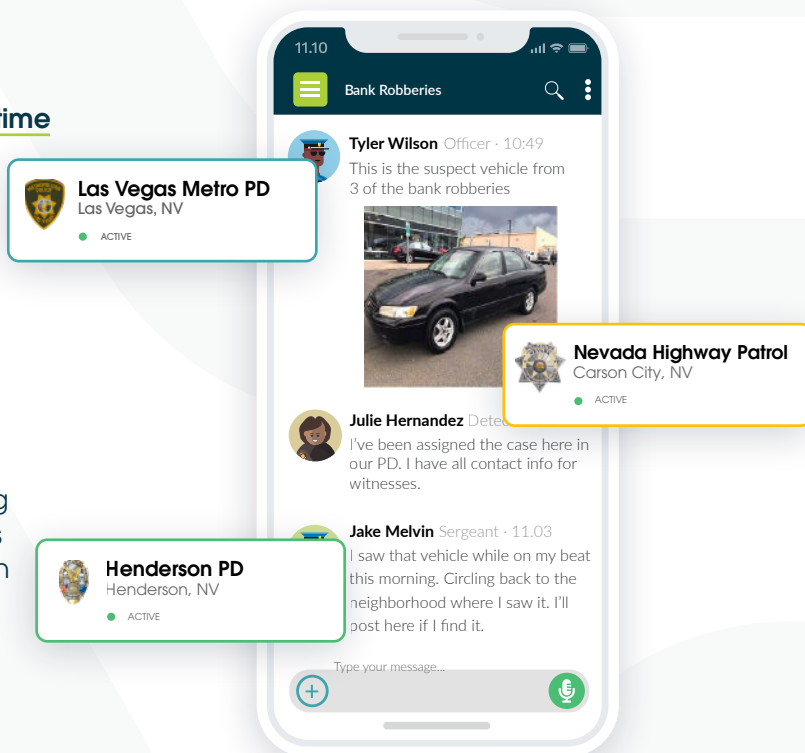 11.10
Bank Robberies
Tyler Wilson Officer · 10:49
This is the suspect vehicle from
3 of the bank robberies
Las Vegas Metro PD
Las Vegas, NV
ACTIVE
Nevada Highway Patrol
Carson City, NV
ACTIVE
Julie Hernandez
I've been assigned the case here in
our PD. I have all contact info for
witnesses.
Jake Melvin Sergeant · 11.03
I saw that vehicle while on my beat
this morning. Circling back to the
neighborhood where I saw it. I'll
post here if I find it.
Henderson PD
Henderson, NV
ACTIVE
Type your message...